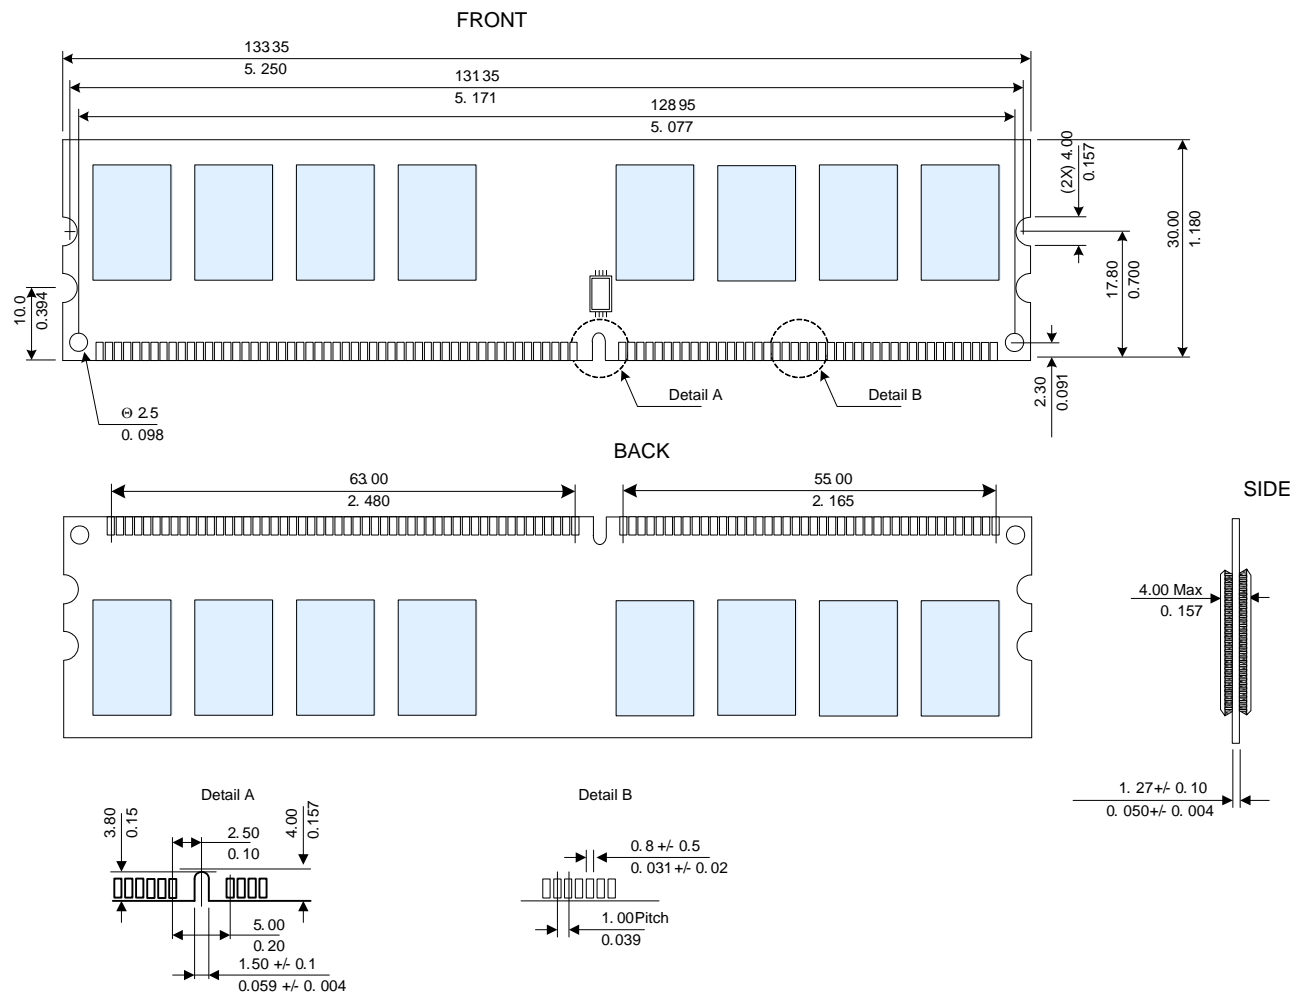 FRONT
133.35
5. 250
131.35
5. 171
128.95
5. 077
(2X) 4.00
0.157
30.00
1.180
17.80
0.700
10.0
0.394
2.30
0.091
Detail A
Detail B
Θ 2.5
0. 098
BACK
63.00
2. 480
55.00
2. 165
SIDE
4.00 Max
0. 157
1. 27+/- 0.10
0. 050+/- 0.004
Detail A
3.80
0.15
2.50
0. 10
4.00
0.157
5.00
0. 20
1.50 +/- 0.1
0.059 +/- 0. 004
Detail B
0. 8 +/- 0.5
0. 031 +/- 0.02
1. 00 Pitch
0.039